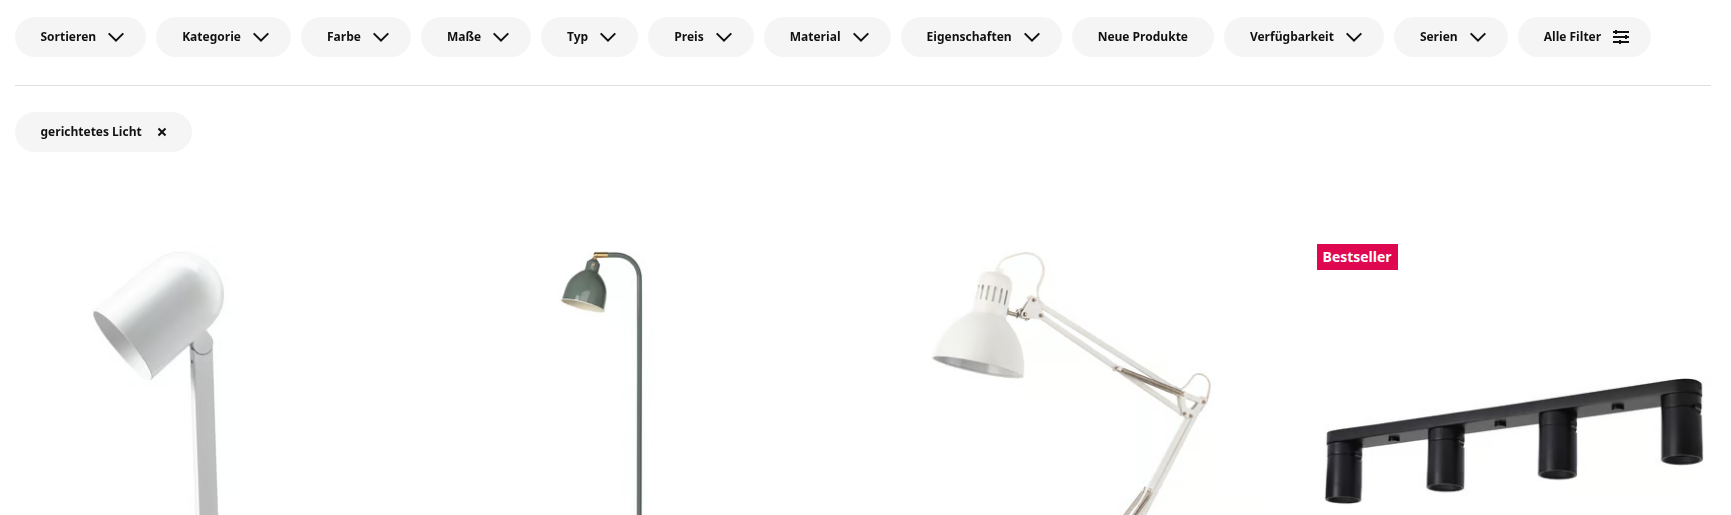 Sortieren Kategorie Farbe Maße Typ Preis Material Eigenschaften Neue Produkte Verfügbarkeit Serien Alle Filter
gerichtetes Licht
Bestseller